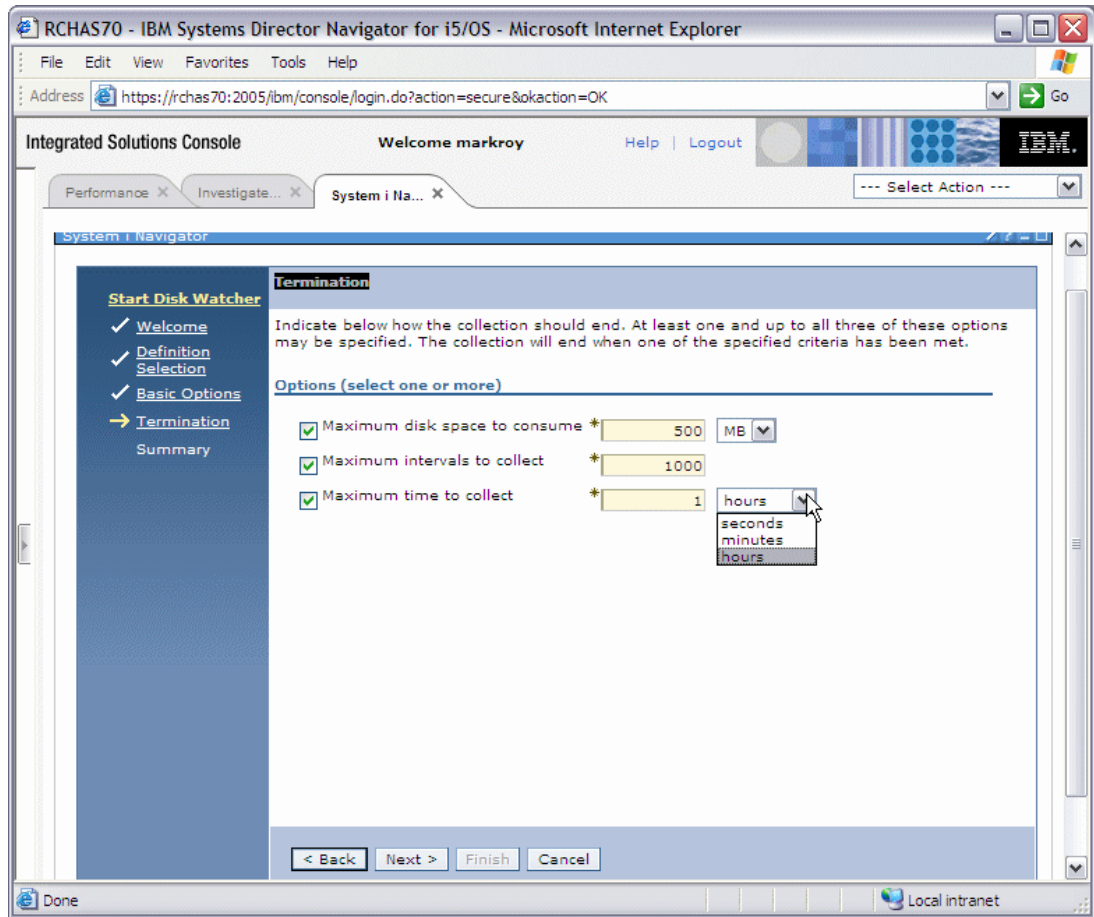 RCHAS70 - IBM Systems Director Navigator for i5/OS - Microsoft Internet Explorer
File Edit View Favorites Tools Help
Address https://rchas70:2005/ibm/console/login.do?action=secure&okaction=OK Go
Integrated Solutions Console Welcome markroy Help | Logout IBM.
Performance Investigate... System i Na... --- Select Action ---
System i Navigator
Start Disk Watcher
Welcome
Definition
Selection
Basic Options
Termination
Summary
Termination
Indicate below how the collection should end. At least one and up to all three of these options
may be specified. The collection will end when one of the specified criteria has been met.
Options (select one or more)
Maximum disk space to consume * 500 MB
Maximum intervals to collect * 1000
Maximum time to collect * 1 hours
seconds
minutes
hours
< Back Next > Finish Cancel
Done Local intranet